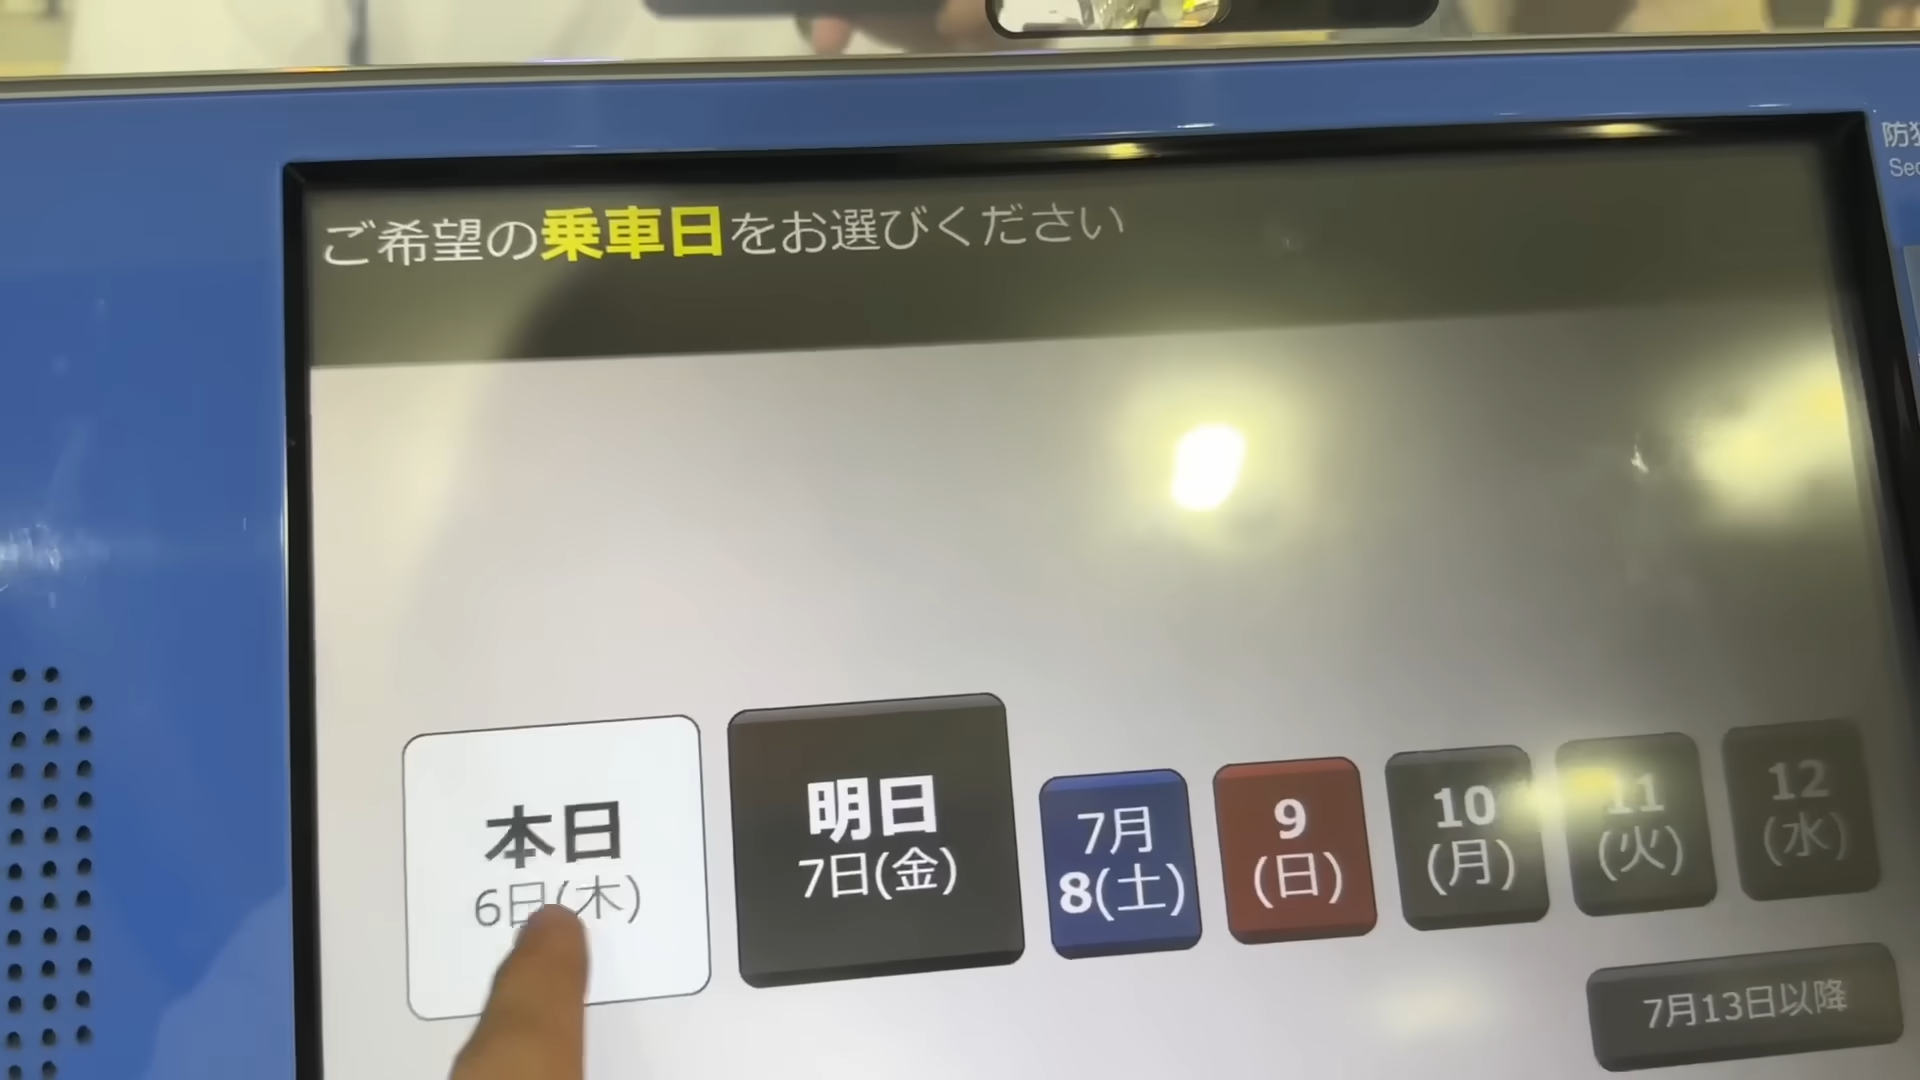 防
Sec
ご希望の乗車日をお選びください
本日
6日(木)
明日
7日(金)
7月
8(土)
9
(日)
10
(月)
11
(火)
12
(水)
7月13日以降